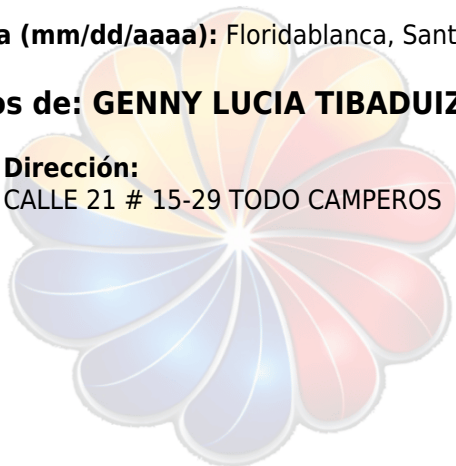 a (mm/dd/aaaa): Floridablanca, Sant
os de: GENNY LUCIA TIBADUIZ
Dirección:
CALLE 21 # 15-29 TODO CAMPEROS